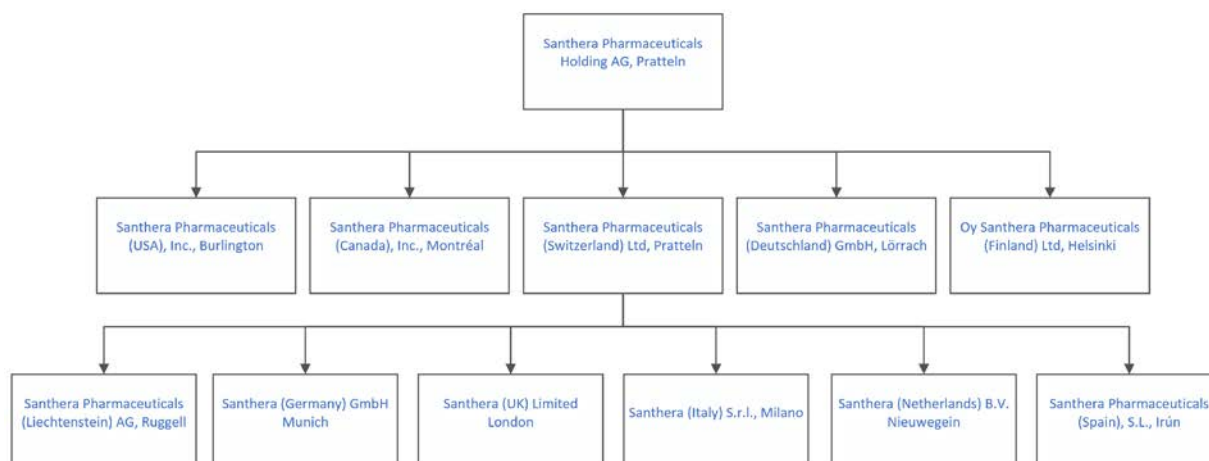 Santhera Pharmaceuticals
Holding AG, Pratteln
Santhera Pharmaceuticals
(USA), Inc., Burlington
Santhera Pharmaceuticals
(Canada), Inc., Montréal
Santhera Pharmaceuticals
(Switzerland) Ltd, Pratteln
Santhera Pharmaceuticals
(Deutschland) GmbH, Lörrach
Oy Santhera Pharmaceuticals
(Finland) Ltd, Helsinki
Santhera Pharmaceuticals
(Liechtenstein) AG, Ruggell
Santhera (Germany) GmbH
Munich
Santhera (UK) Limited
London
Santhera (Italy) S.r.l., Milano
Santhera (Netherlands) B.V.
Nieuwegein
Santhera Pharmaceuticals
(Spain), S.L., Irún